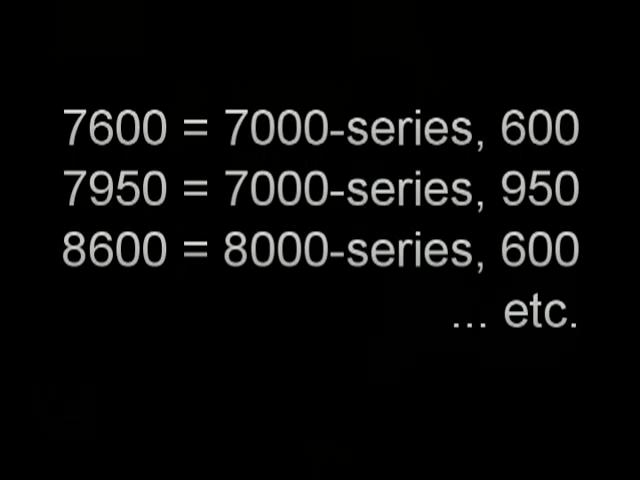 7600 = 7000-series, 600
7950 = 7000-series, 950
8600 = 8000-series, 600
... etc.